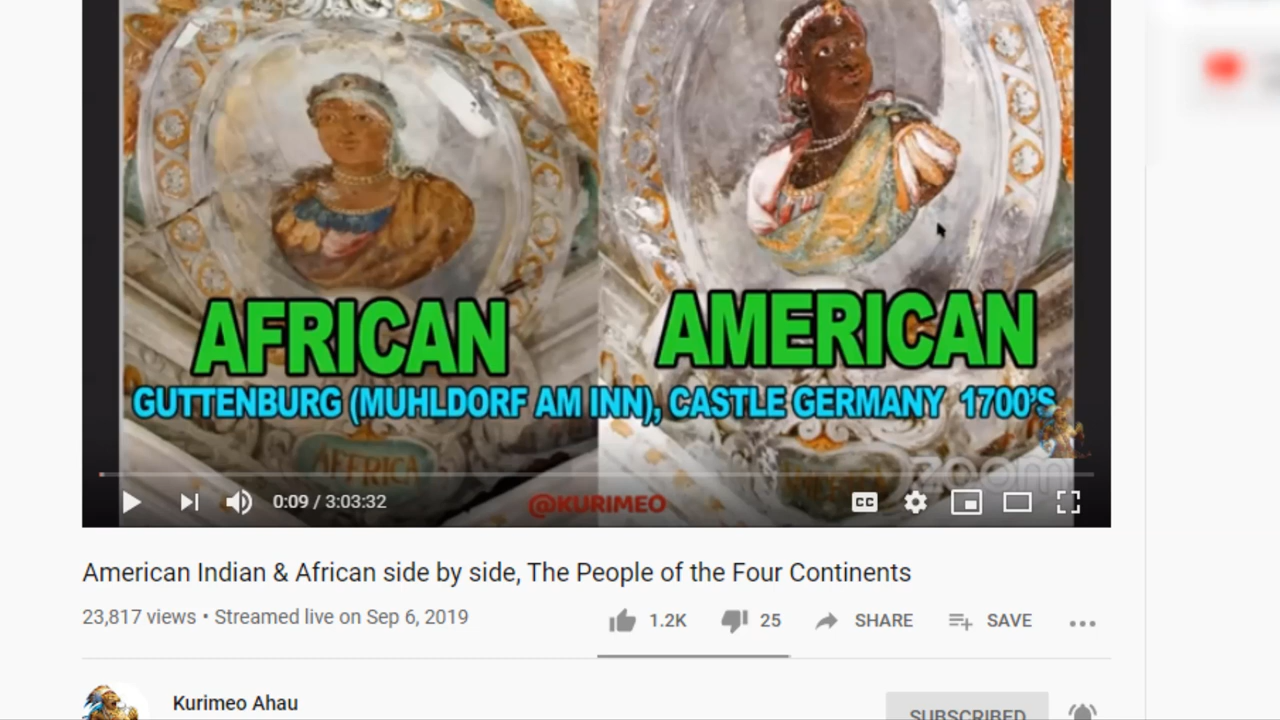 AFRICAN
AMERICAN
GUTTENBURG (MUHLDORF AM INN), CASTLE GERMANY 1700'S
AFFRICA
zoom
0:09 / 3:03:32
@KURIMEO
CC
American Indian & African side by side, The People of the Four Continents
23,817 views • Streamed live on Sep 6, 2019
1.2K
25
SHARE
SAVE
Kurimeo Ahau
SUBSCRIBED